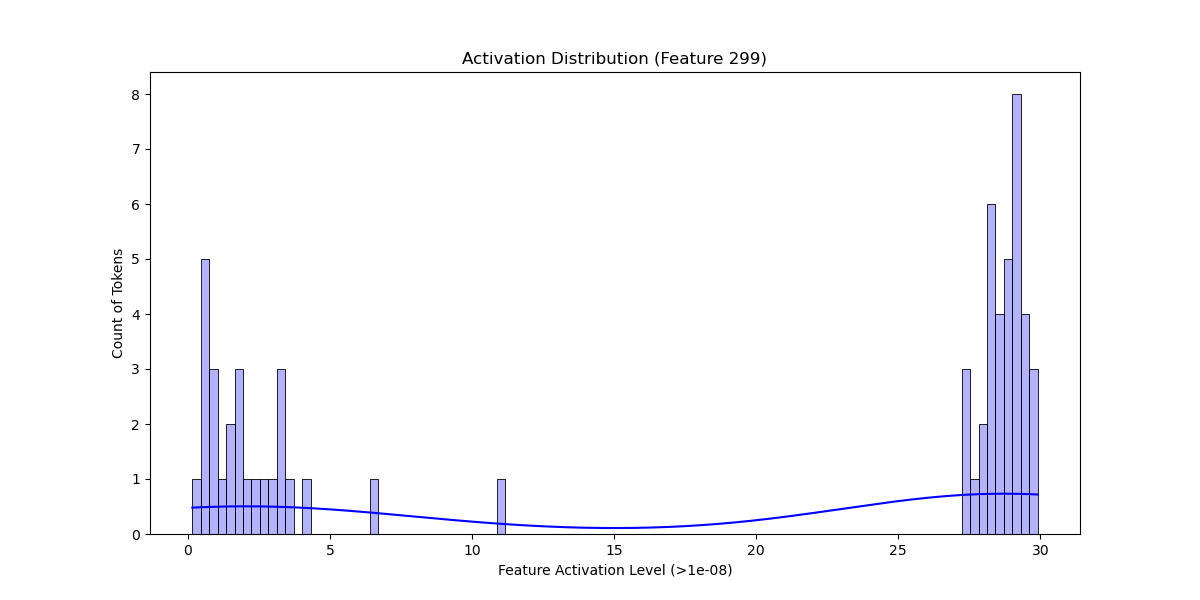 Activation Distribution (Feature 299)
8
7
6
5
4
3
2
1
0
Count of Tokens
0 5 10 15 20 25 30
Feature Activation Level (>1e-08)